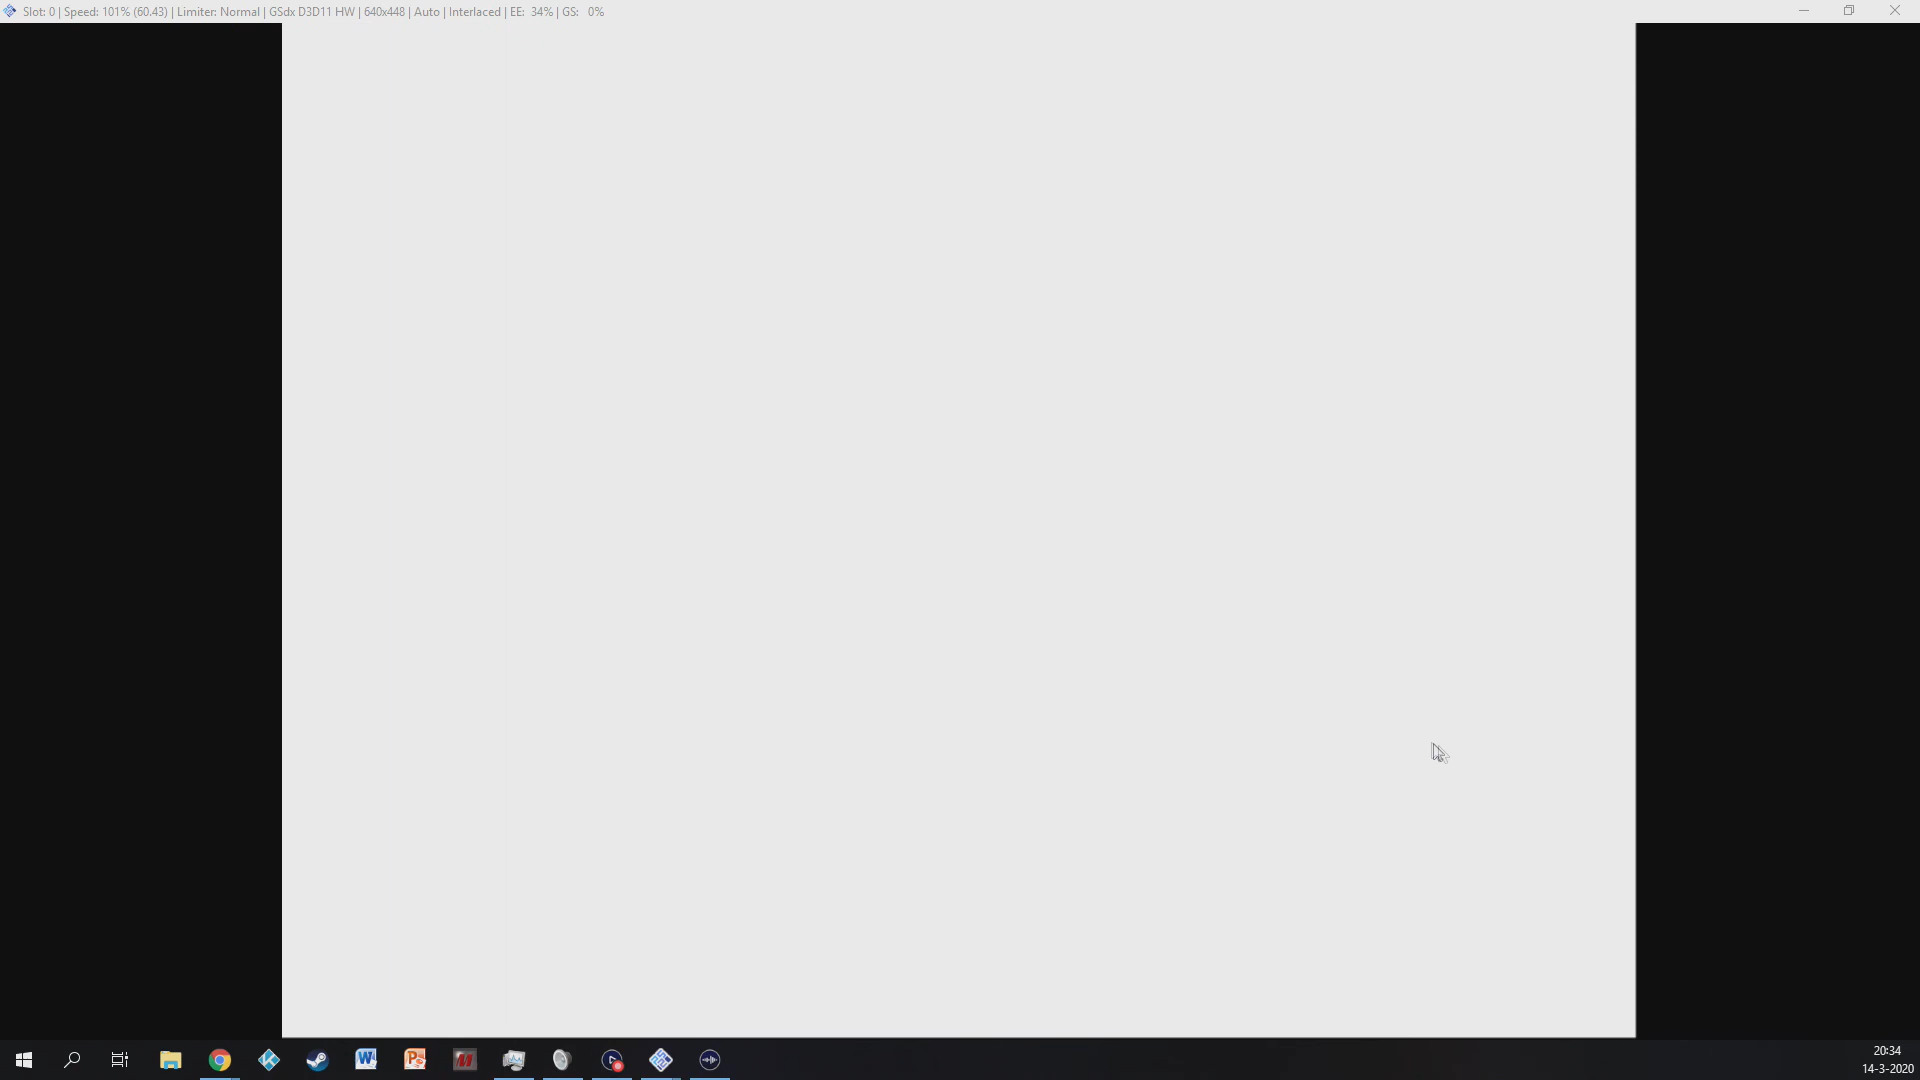 Slot: 0 | Speed: 101% (60.43) | Limiter: Normal | GSdx D3D11 HW | 640x448 | Auto | Interlaced | EE: 34% | GS: 0%
20:34
14-3-2020